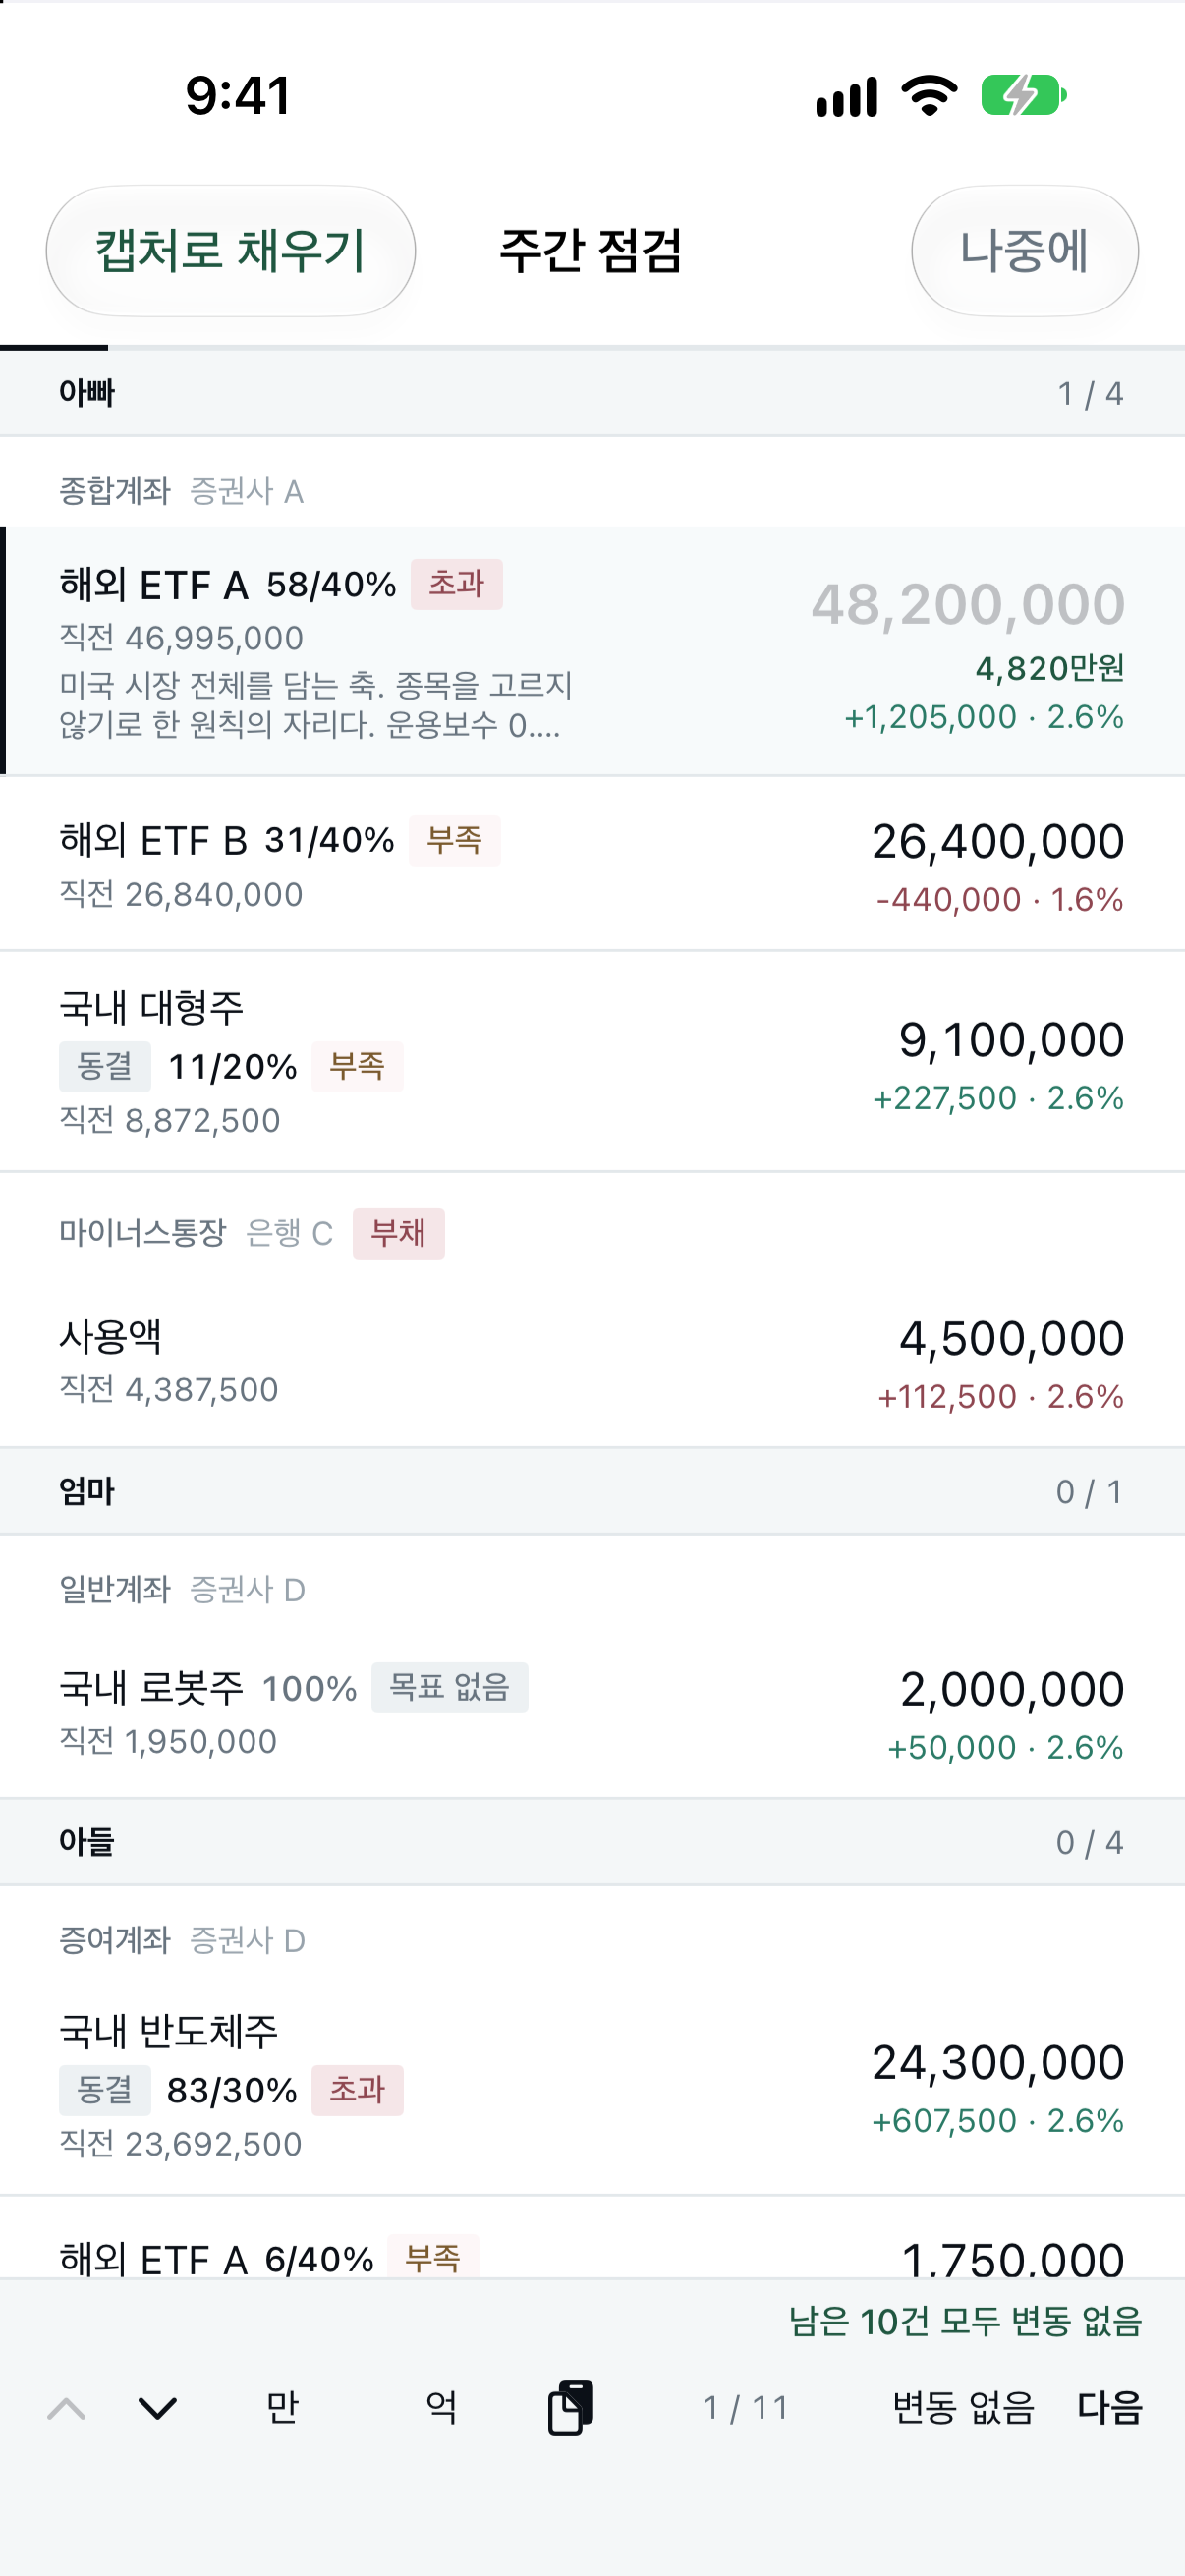 9:41
캡처로 채우기 주간 점검 나중에
아빠 1 / 4
종합계좌 증권사 A
해외 ETF A 58/40% 초과
48,200,000
직전 46,995,000
4,820만원
미국 시장 전체를 담는 축. 종목을 고르지
않기로 한 원칙의 자리다. 운용보수 0....
+1,205,000 · 2.6%
해외 ETF B 31/40% 부족
26,400,000
직전 26,840,000
-440,000 · 1.6%
국내 대형주
동결 11/20% 부족
9,100,000
직전 8,872,500
+227,500 · 2.6%
마이너스통장 은행 C 부채
사용액
4,500,000
직전 4,387,500
+112,500 · 2.6%
엄마 0 / 1
일반계좌 증권사 D
국내 로봇주 100% 목표 없음
2,000,000
직전 1,950,000
+50,000 · 2.6%
아들 0 / 4
증여계좌 증권사 D
국내 반도체주
동결 83/30% 초과
24,300,000
직전 23,692,500
+607,500 · 2.6%
해외 ETF A 6/40% 부족
1,750,000
남은 10건 모두 변동 없음
만 억 1 / 11 변동 없음 다음